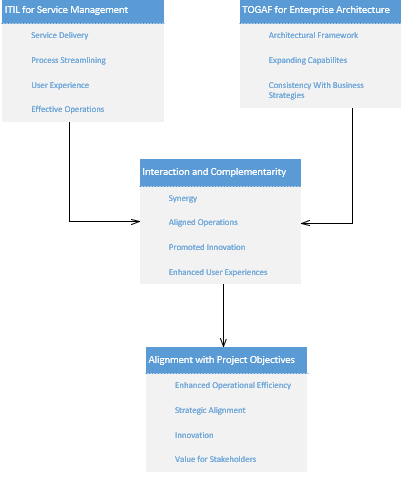 ITIL for Service Management
Service Delivery
Process Streamlining
User Experience
Effective Operations
TOGAF for Enterprise Architecture
Architectural Framework
Expanding Capabilites
Consistency With Business
Strategies
Interaction and Complementarity
Synergy
Aligned Operations
Promoted Innovation
Enhanced User Experiences
Alignment with Project Objectives
Enhanced Operational Efficiency
Strategic Alignment
Innovation
Value for Stakeholders